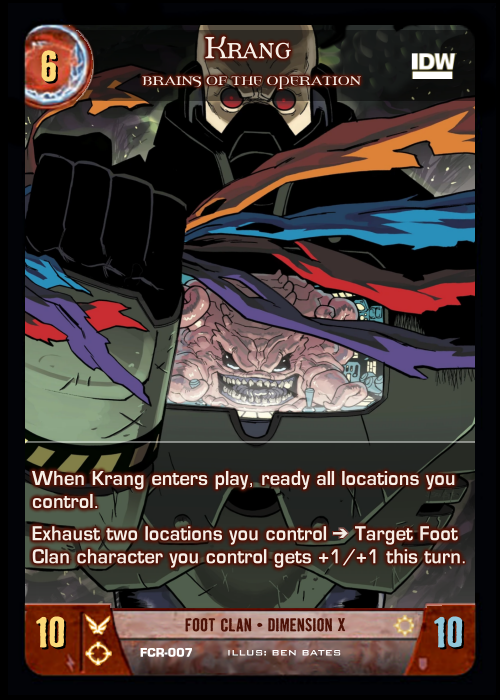 6
Krang
IDW
BRAINS OF THE OPERATION
When Krang enters play, ready all locations you
control.
Exhaust two locations you control ➔ Target Foot
Clan character you control gets +1/+1 this turn.
10
FOOT CLAN • DIMENSION X
10
FCR-007 ILLUS: BEN BATES